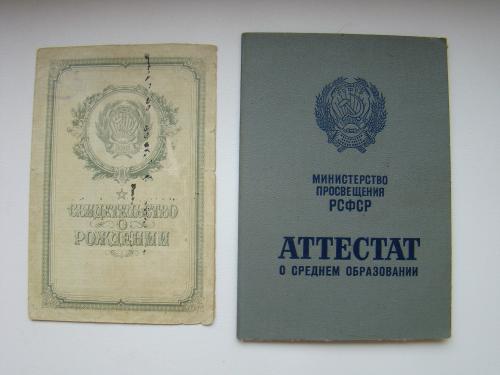 СВИДЕТЕЛЬСТВО
О
РОЖДЕНИИ
МИНИСТЕРСТВО
ПРОСВЕЩЕНИЯ
РСФСР
АТТЕСТАТ
О СРЕДНЕМ ОБРАЗОВАНИИ